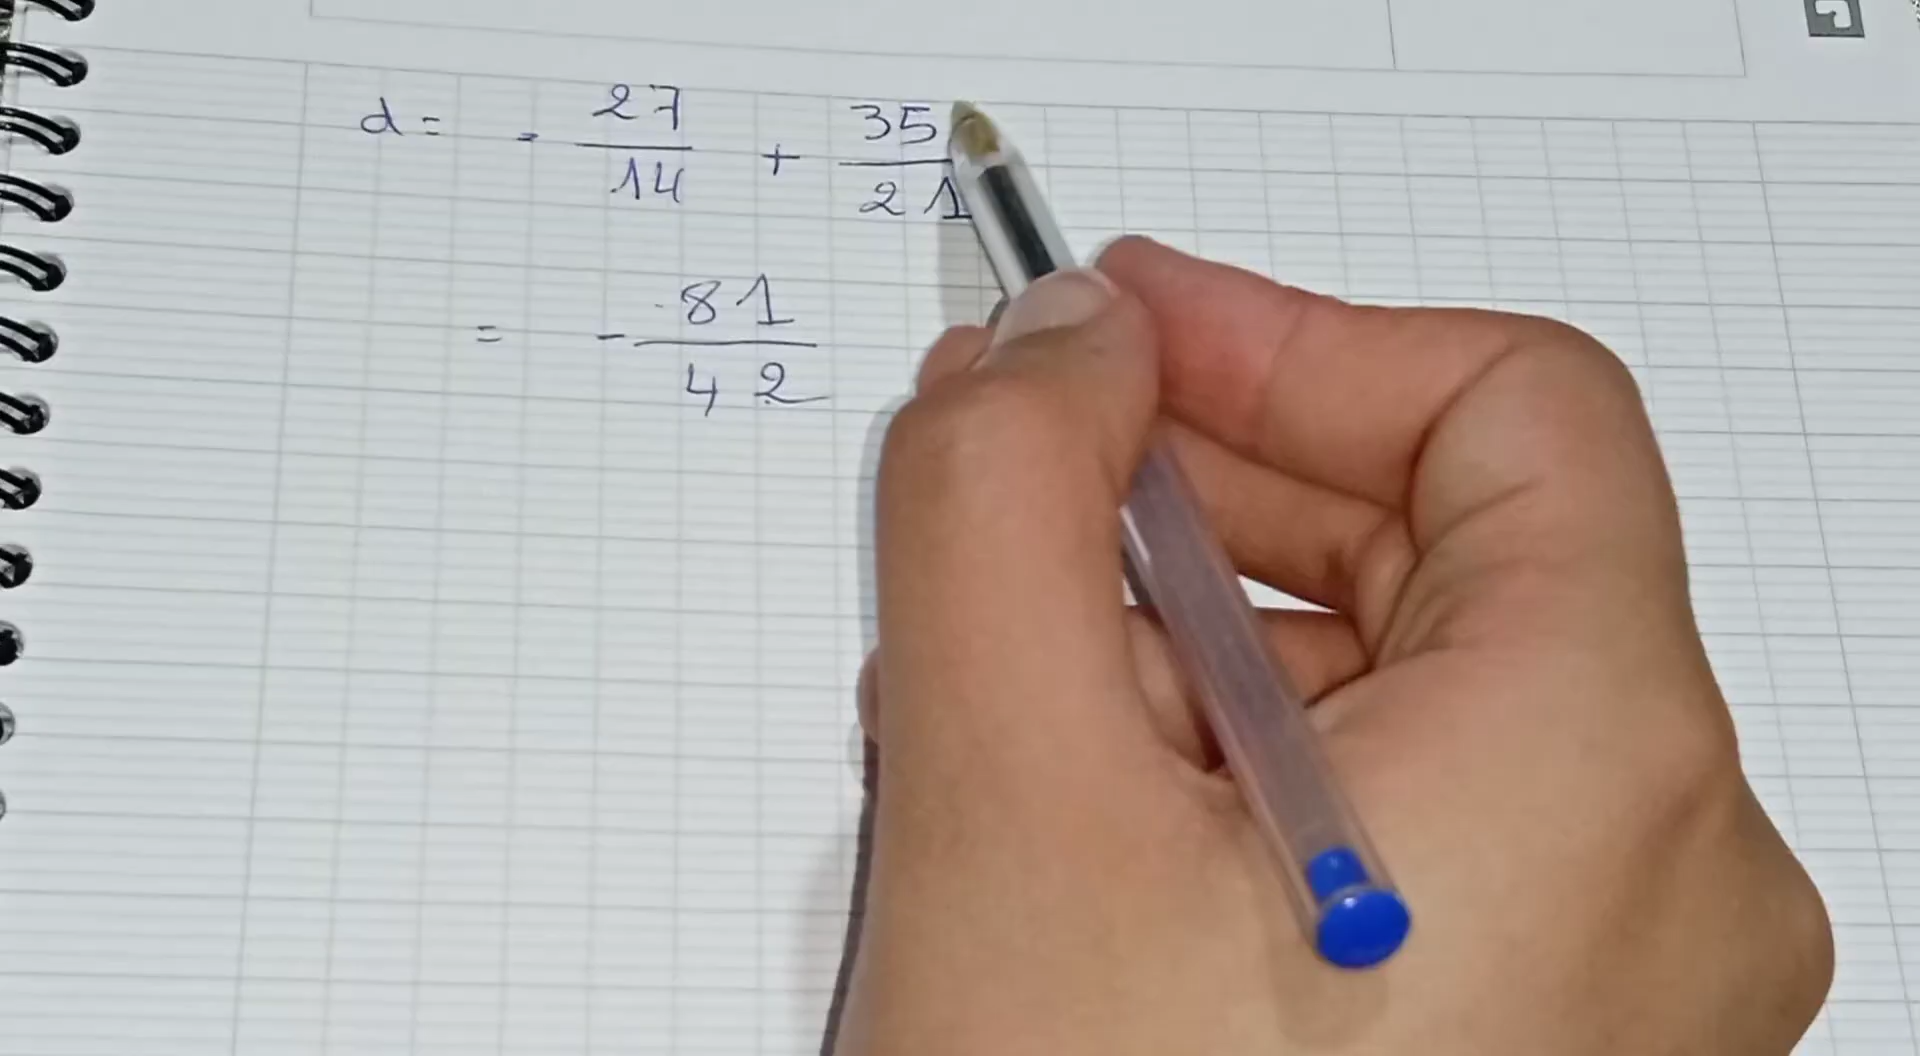 d = - 27/14 + 35/21
= - 81/42